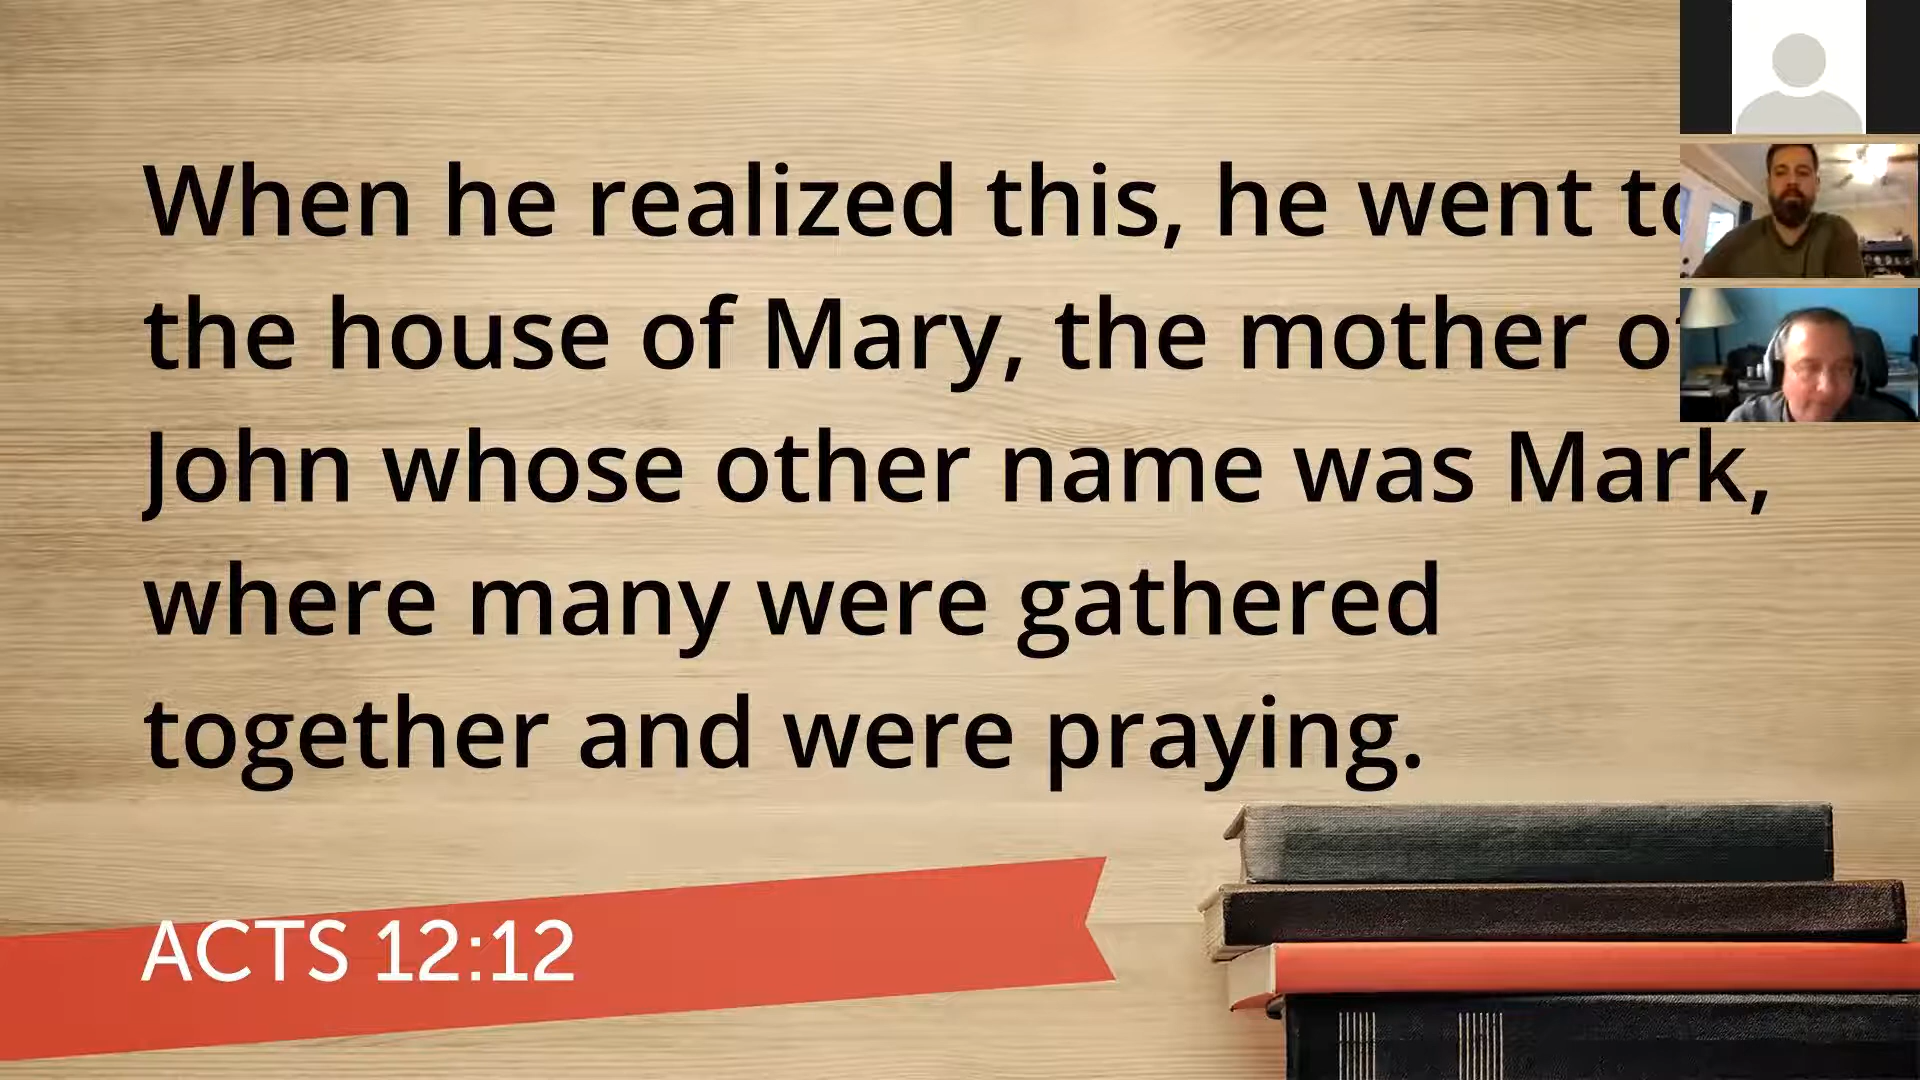 When he realized this, he went to
the house of Mary, the mother of
John whose other name was Mark,
where many were gathered
together and were praying.
ACTS 12:12